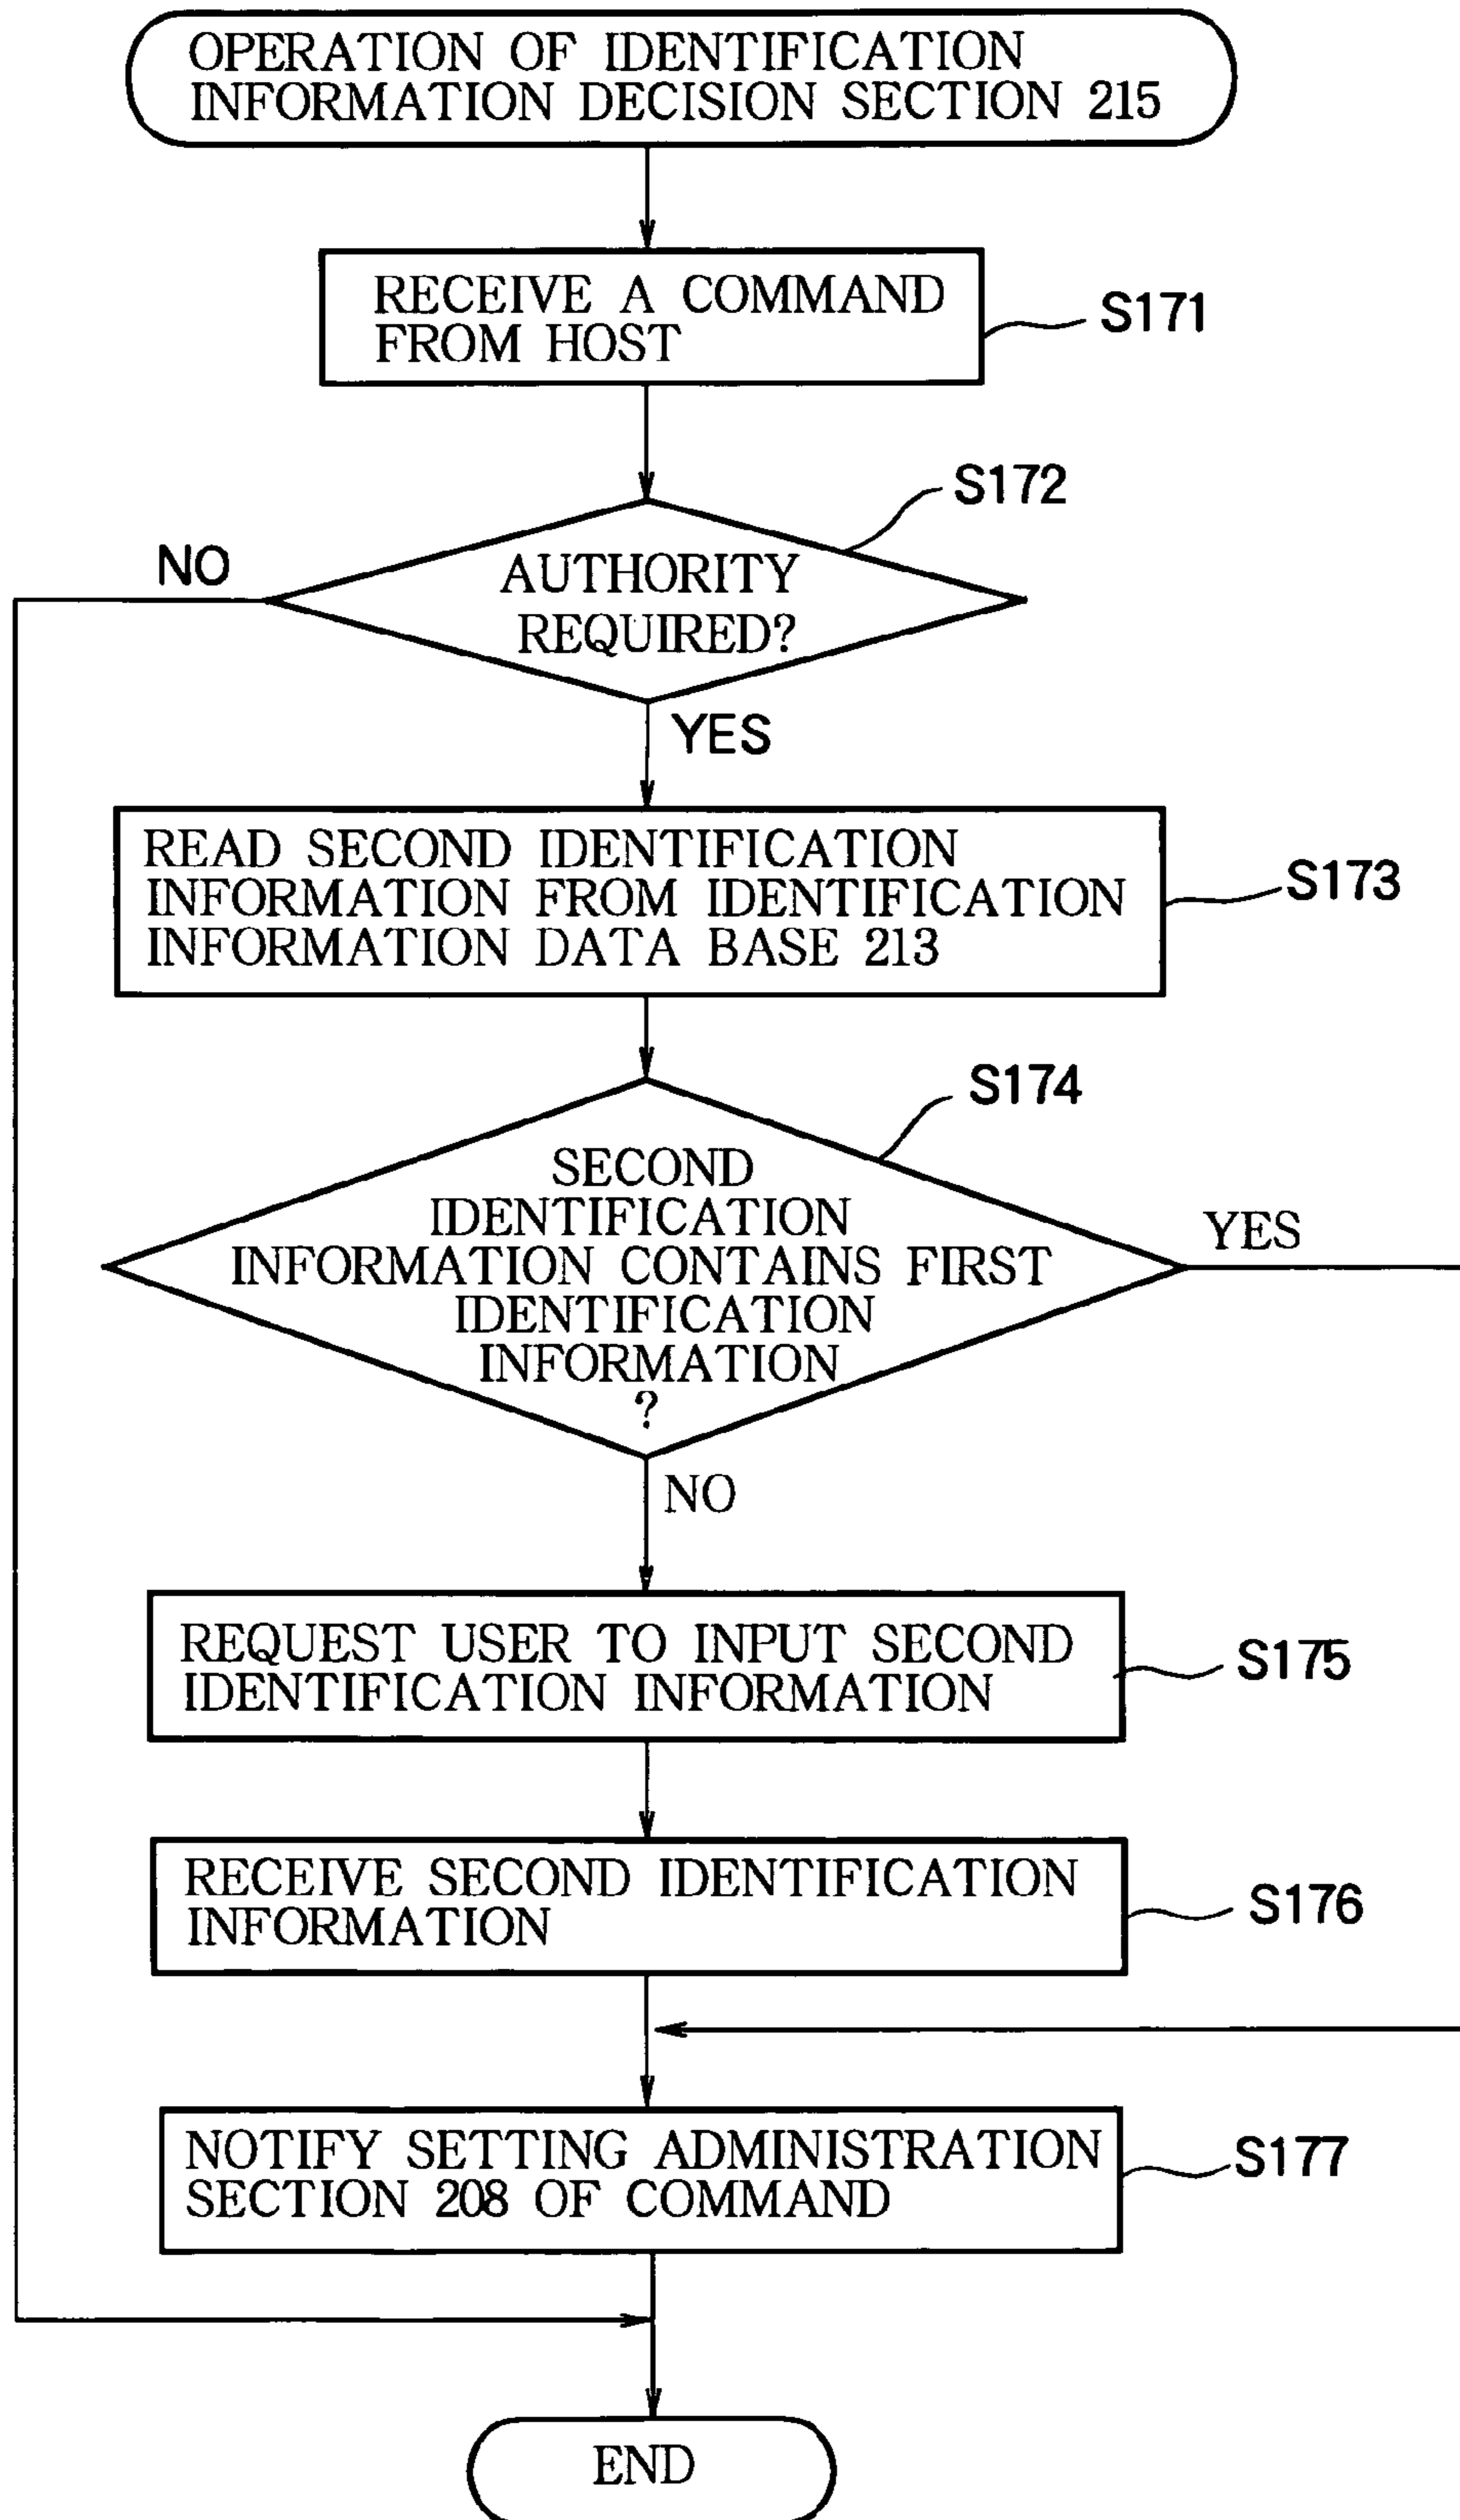 OPERATION OF IDENTIFICATION
INFORMATION DECISION SECTION 215
RECEIVE A COMMAND
FROM HOST
S171
S172
NO
AUTHORITY
REQUIRED?
YES
READ SECOND IDENTIFICATION
INFORMATION FROM IDENTIFICATION
INFORMATION DATA BASE 213
S173
S174
SECOND
IDENTIFICATION
INFORMATION CONTAINS FIRST
IDENTIFICATION
INFORMATION
?
YES
NO
REQUEST USER TO INPUT SECOND
IDENTIFICATION INFORMATION
S175
RECEIVE SECOND IDENTIFICATION
INFORMATION
S176
NOTIFY SETTING ADMINISTRATION
SECTION 208 OF COMMAND
S177
END